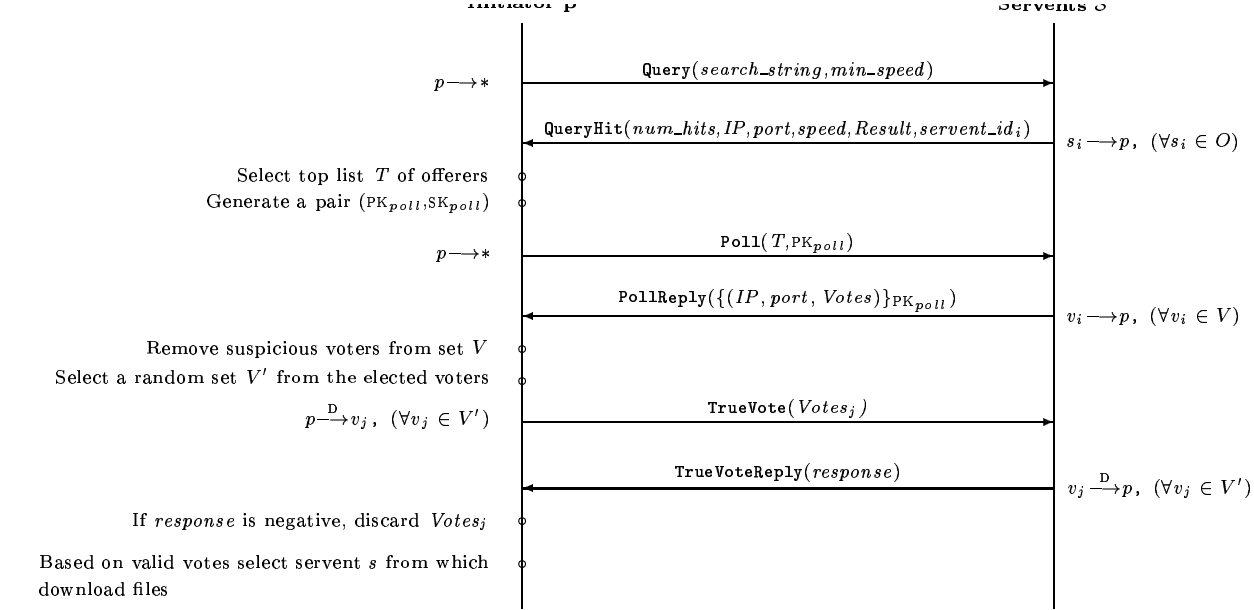 Initiator p Servents S
p⟶* Query(search_string,min_speed)
QueryHit(num_hits,IP,port,speed,Result,servent_id_i) s_i⟶p, (∀s_i ∈ O)
Select top list T of offerers
Generate a pair (PK_poll,SK_poll)
p⟶* Poll(T,PK_poll)
PollReply({(IP, port, Votes)}_PK_poll) v_i⟶p, (∀v_i ∈ V)
Remove suspicious voters from set V
Select a random set V′ from the elected voters
p –D→ v_j, (∀v_j ∈ V′) TrueVote(Votes_j)
TrueVoteReply(response) v_j –D→ p, (∀v_j ∈ V′)
If response is negative, discard Votes_j
Based on valid votes select servent s from which
download files